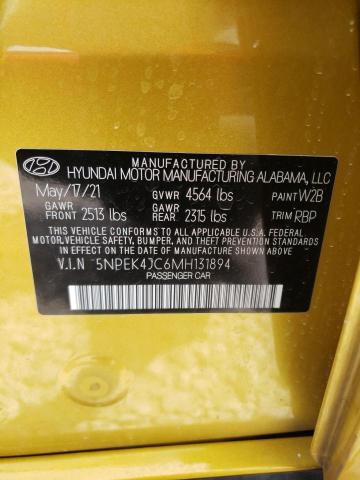 MANUFACTURED BY
HYUNDAI MOTOR MANUFACTURING ALABAMA, LLC
May/17/21 GVWR 4564 lbs PAINT W2B
GAWR FRONT 2513 lbs GAWR REAR 2315 lbs TRIM RBP
THIS VEHICLE CONFORMS TO ALL APPLICABLE U.S.A. FEDERAL
MOTOR VEHICLE SAFETY, BUMPER, AND THEFT PREVENTION
STANDARDS IN EFFECT ON THE DATE OF MANUFACTURE SHOWN ABOVE.
V.I.N 5NPEK4JC6MH131894
PASSENGER CAR